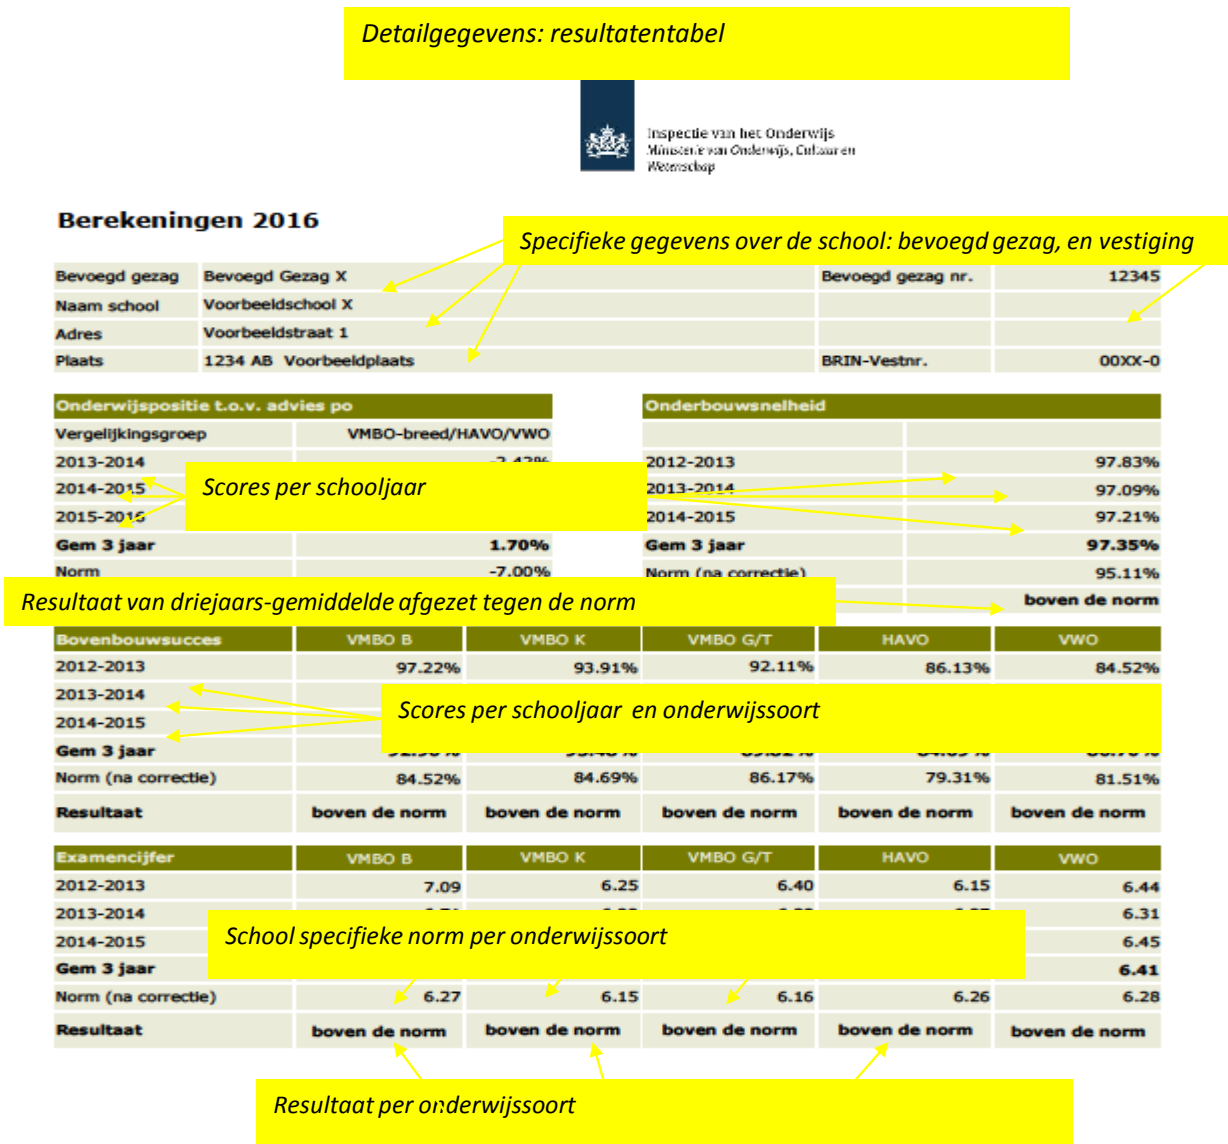 Detailgegevens: resultatentabel
Inspectie van het Onderwijs
Ministerie van Onderwijs, Cultuur en
Wetenschap
Berekeningen 2016
Specifieke gegevens over de school: bevoegd gezag, en vestiging
Bevoegd gezag Bevoegd Gezag X Bevoegd gezag nr. 12345
Naam school Voorbeeldschool X
Adres Voorbeeldstraat 1
Plaats 1234 AB Voorbeeldplaats BRIN-Vestnr. 00XX-0
Onderwijspositie t.o.v. advies po Onderbouwsnelheid
Vergelijkingsgroep VMBO-breed/HAVO/VWO
2013-2014 2012-2013 97.83%
2014-2015 2013-2014 97.09%
Scores per schooljaar
2015-2016 2014-2015 97.21%
Gem 3 jaar 1.70% Gem 3 jaar 97.35%
Norm -7.00% Norm (na correctie) 95.11%
Resultaat van driejaars-gemiddelde afgezet tegen de norm
boven de norm
Bovenbouwsucces VMBO B VMBO K VMBO G/T HAVO VWO
2012-2013 97.22% 93.91% 92.11% 86.13% 84.52%
2013-2014
Scores per schooljaar en onderwijssoort
2014-2015
Gem 3 jaar
Norm (na correctie) 84.52% 84.69% 86.17% 79.31% 81.51%
Resultaat boven de norm boven de norm boven de norm boven de norm boven de norm
Examencijfer VMBO B VMBO K VMBO G/T HAVO VWO
2012-2013 7.09 6.25 6.40 6.15 6.44
2013-2014 6.31
School specifieke norm per onderwijssoort
2014-2015 6.45
Gem 3 jaar 6.41
Norm (na correctie) 6.27 6.15 6.16 6.26 6.28
Resultaat boven de norm boven de norm boven de norm boven de norm boven de norm
Resultaat per onderwijssoort